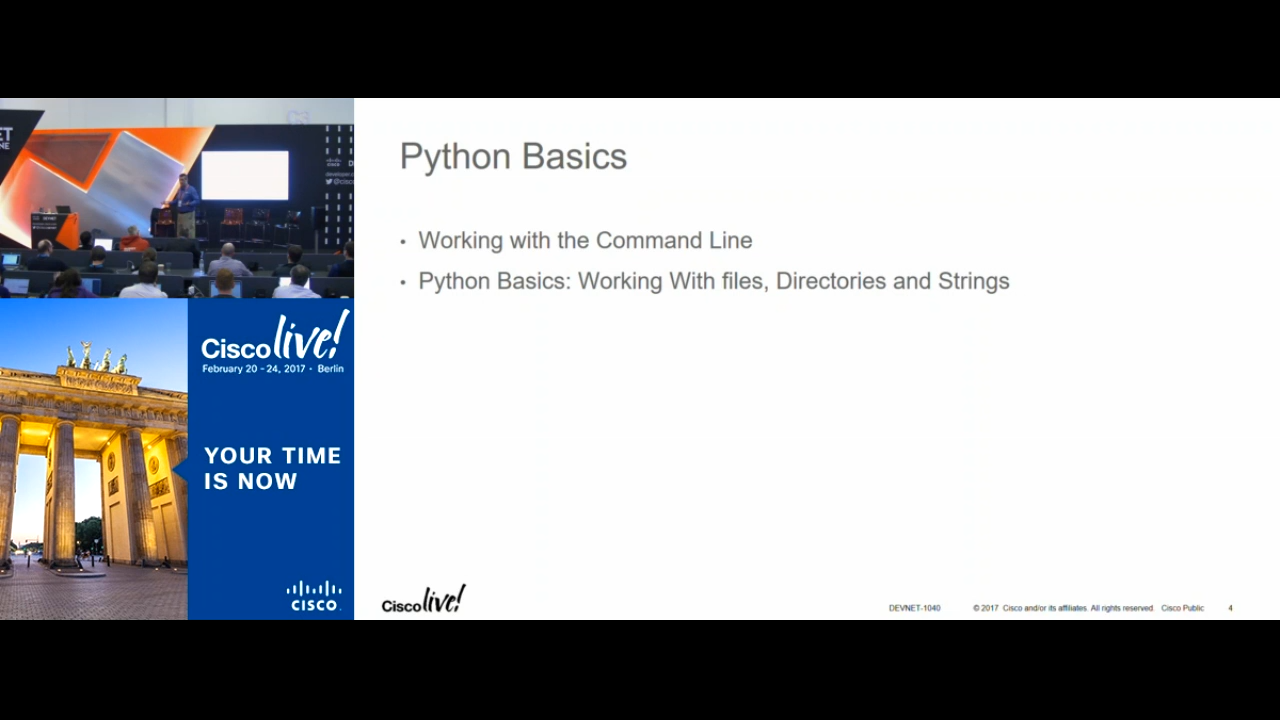 Python Basics
• Working with the Command Line
• Python Basics: Working With files, Directories and Strings
Cisco live!
February 20 - 24, 2017 • Berlin
YOUR TIME
IS NOW
CISCO.
Cisco live!
DEVNET-1040 © 2017 Cisco and/or its affiliates. All rights reserved. Cisco Public 4